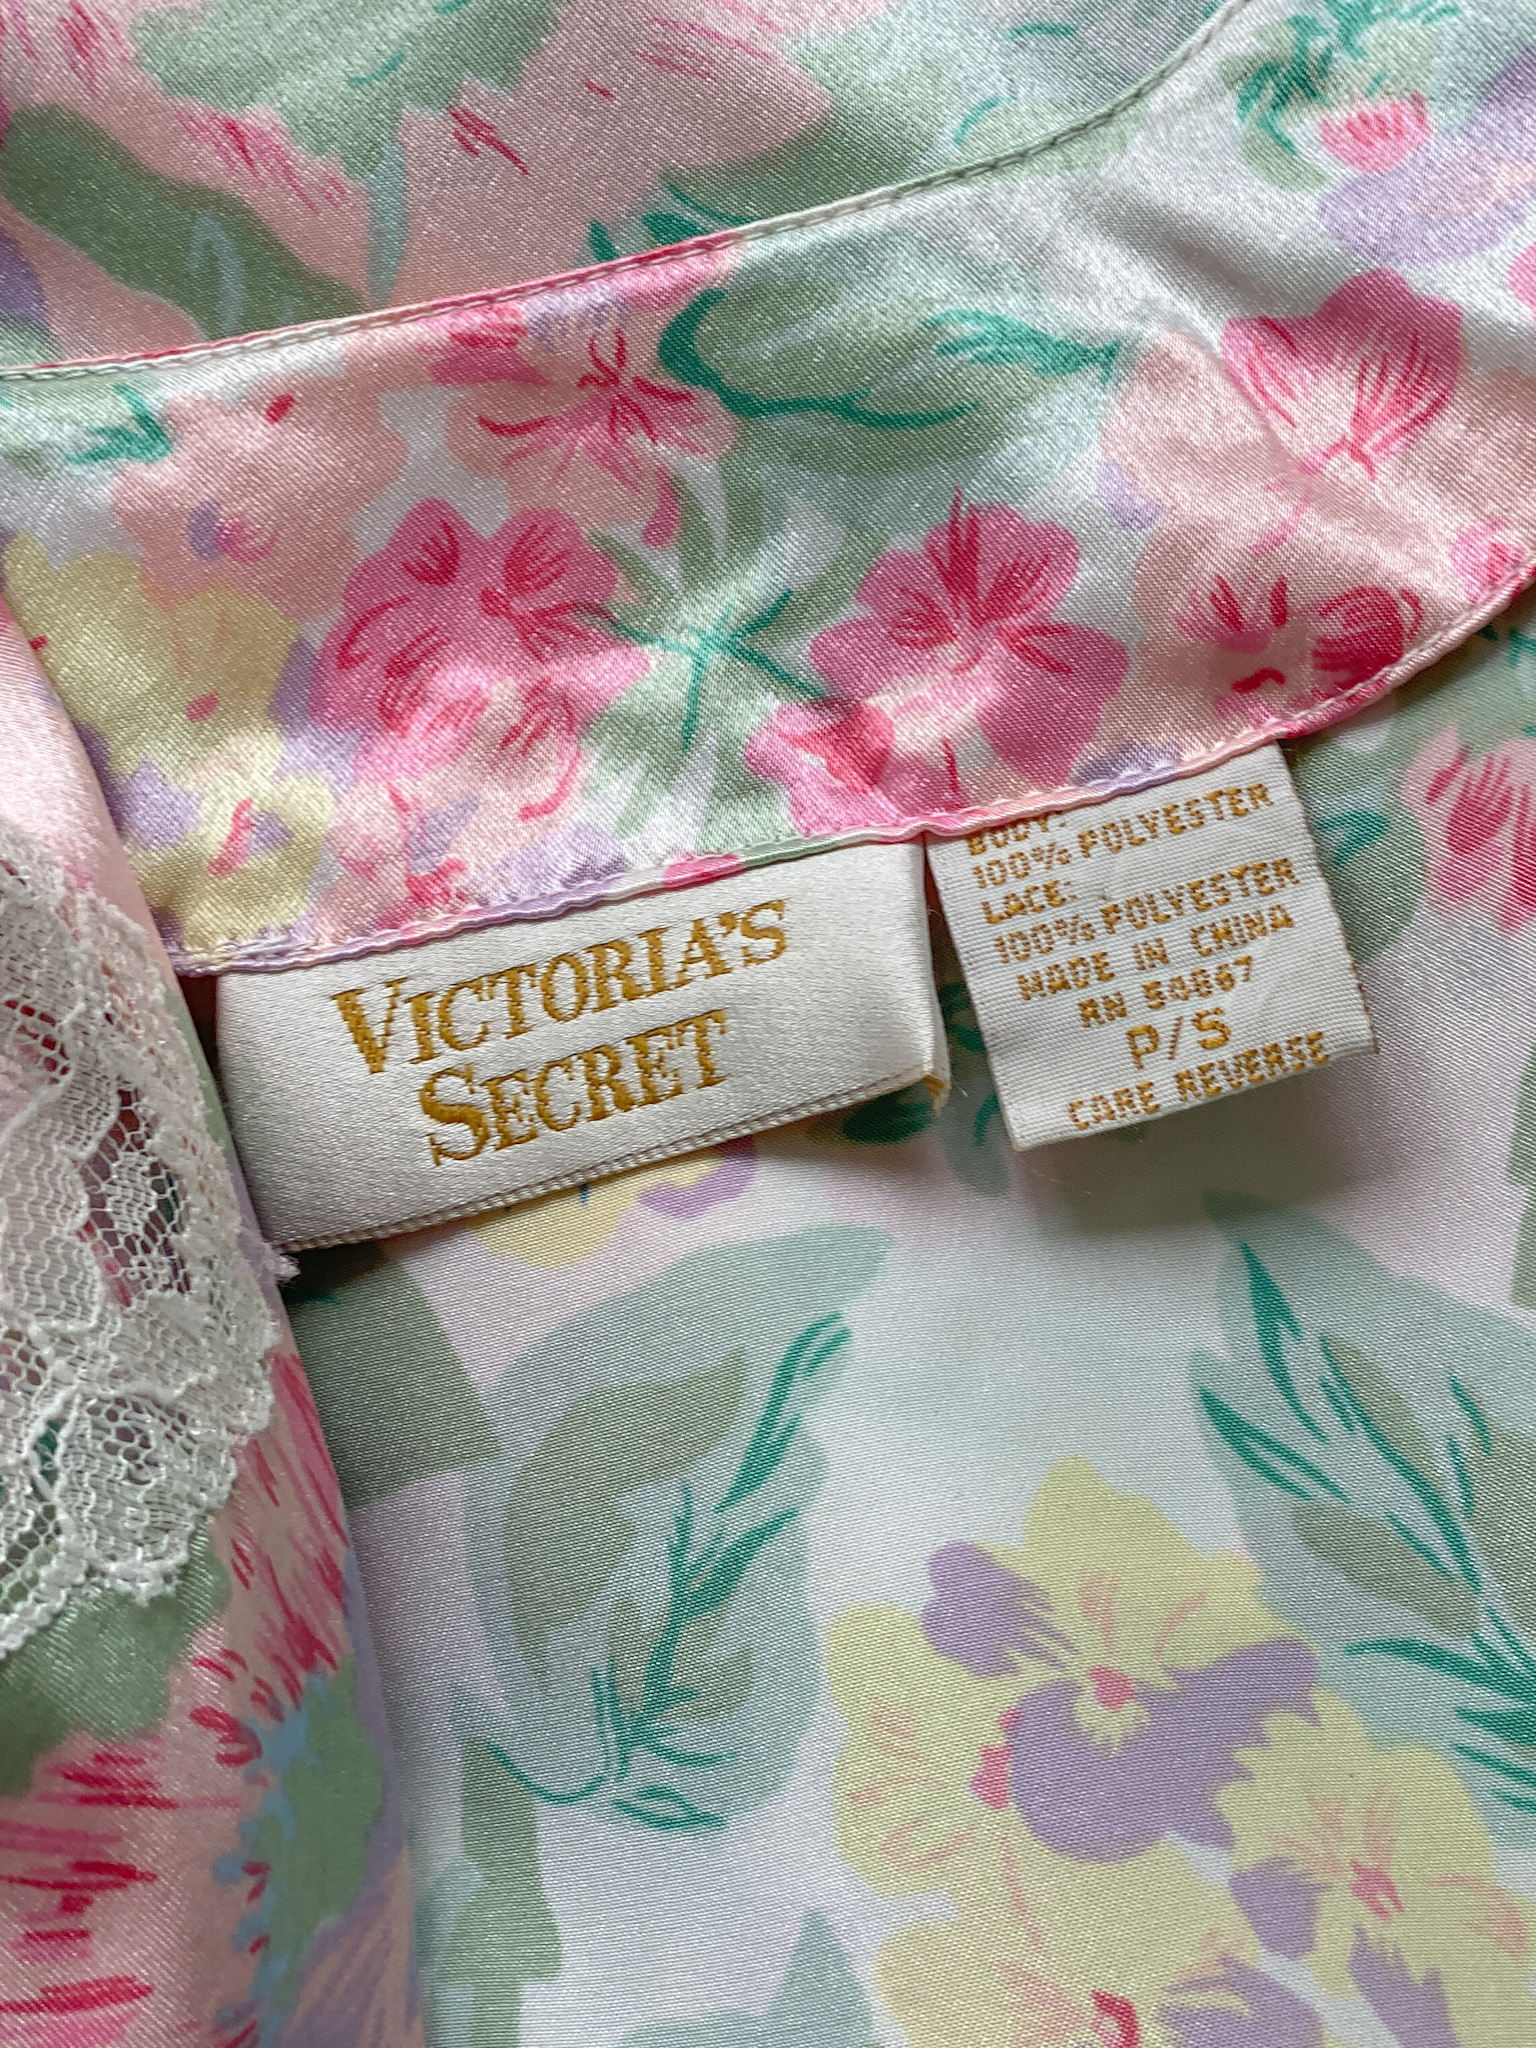 VICTORIA'S
SECRET
BODY:
100% POLYESTER
LACE:
100% POLYESTER
MADE IN CHINA
RN 54867
P/S
CARE REVERSE